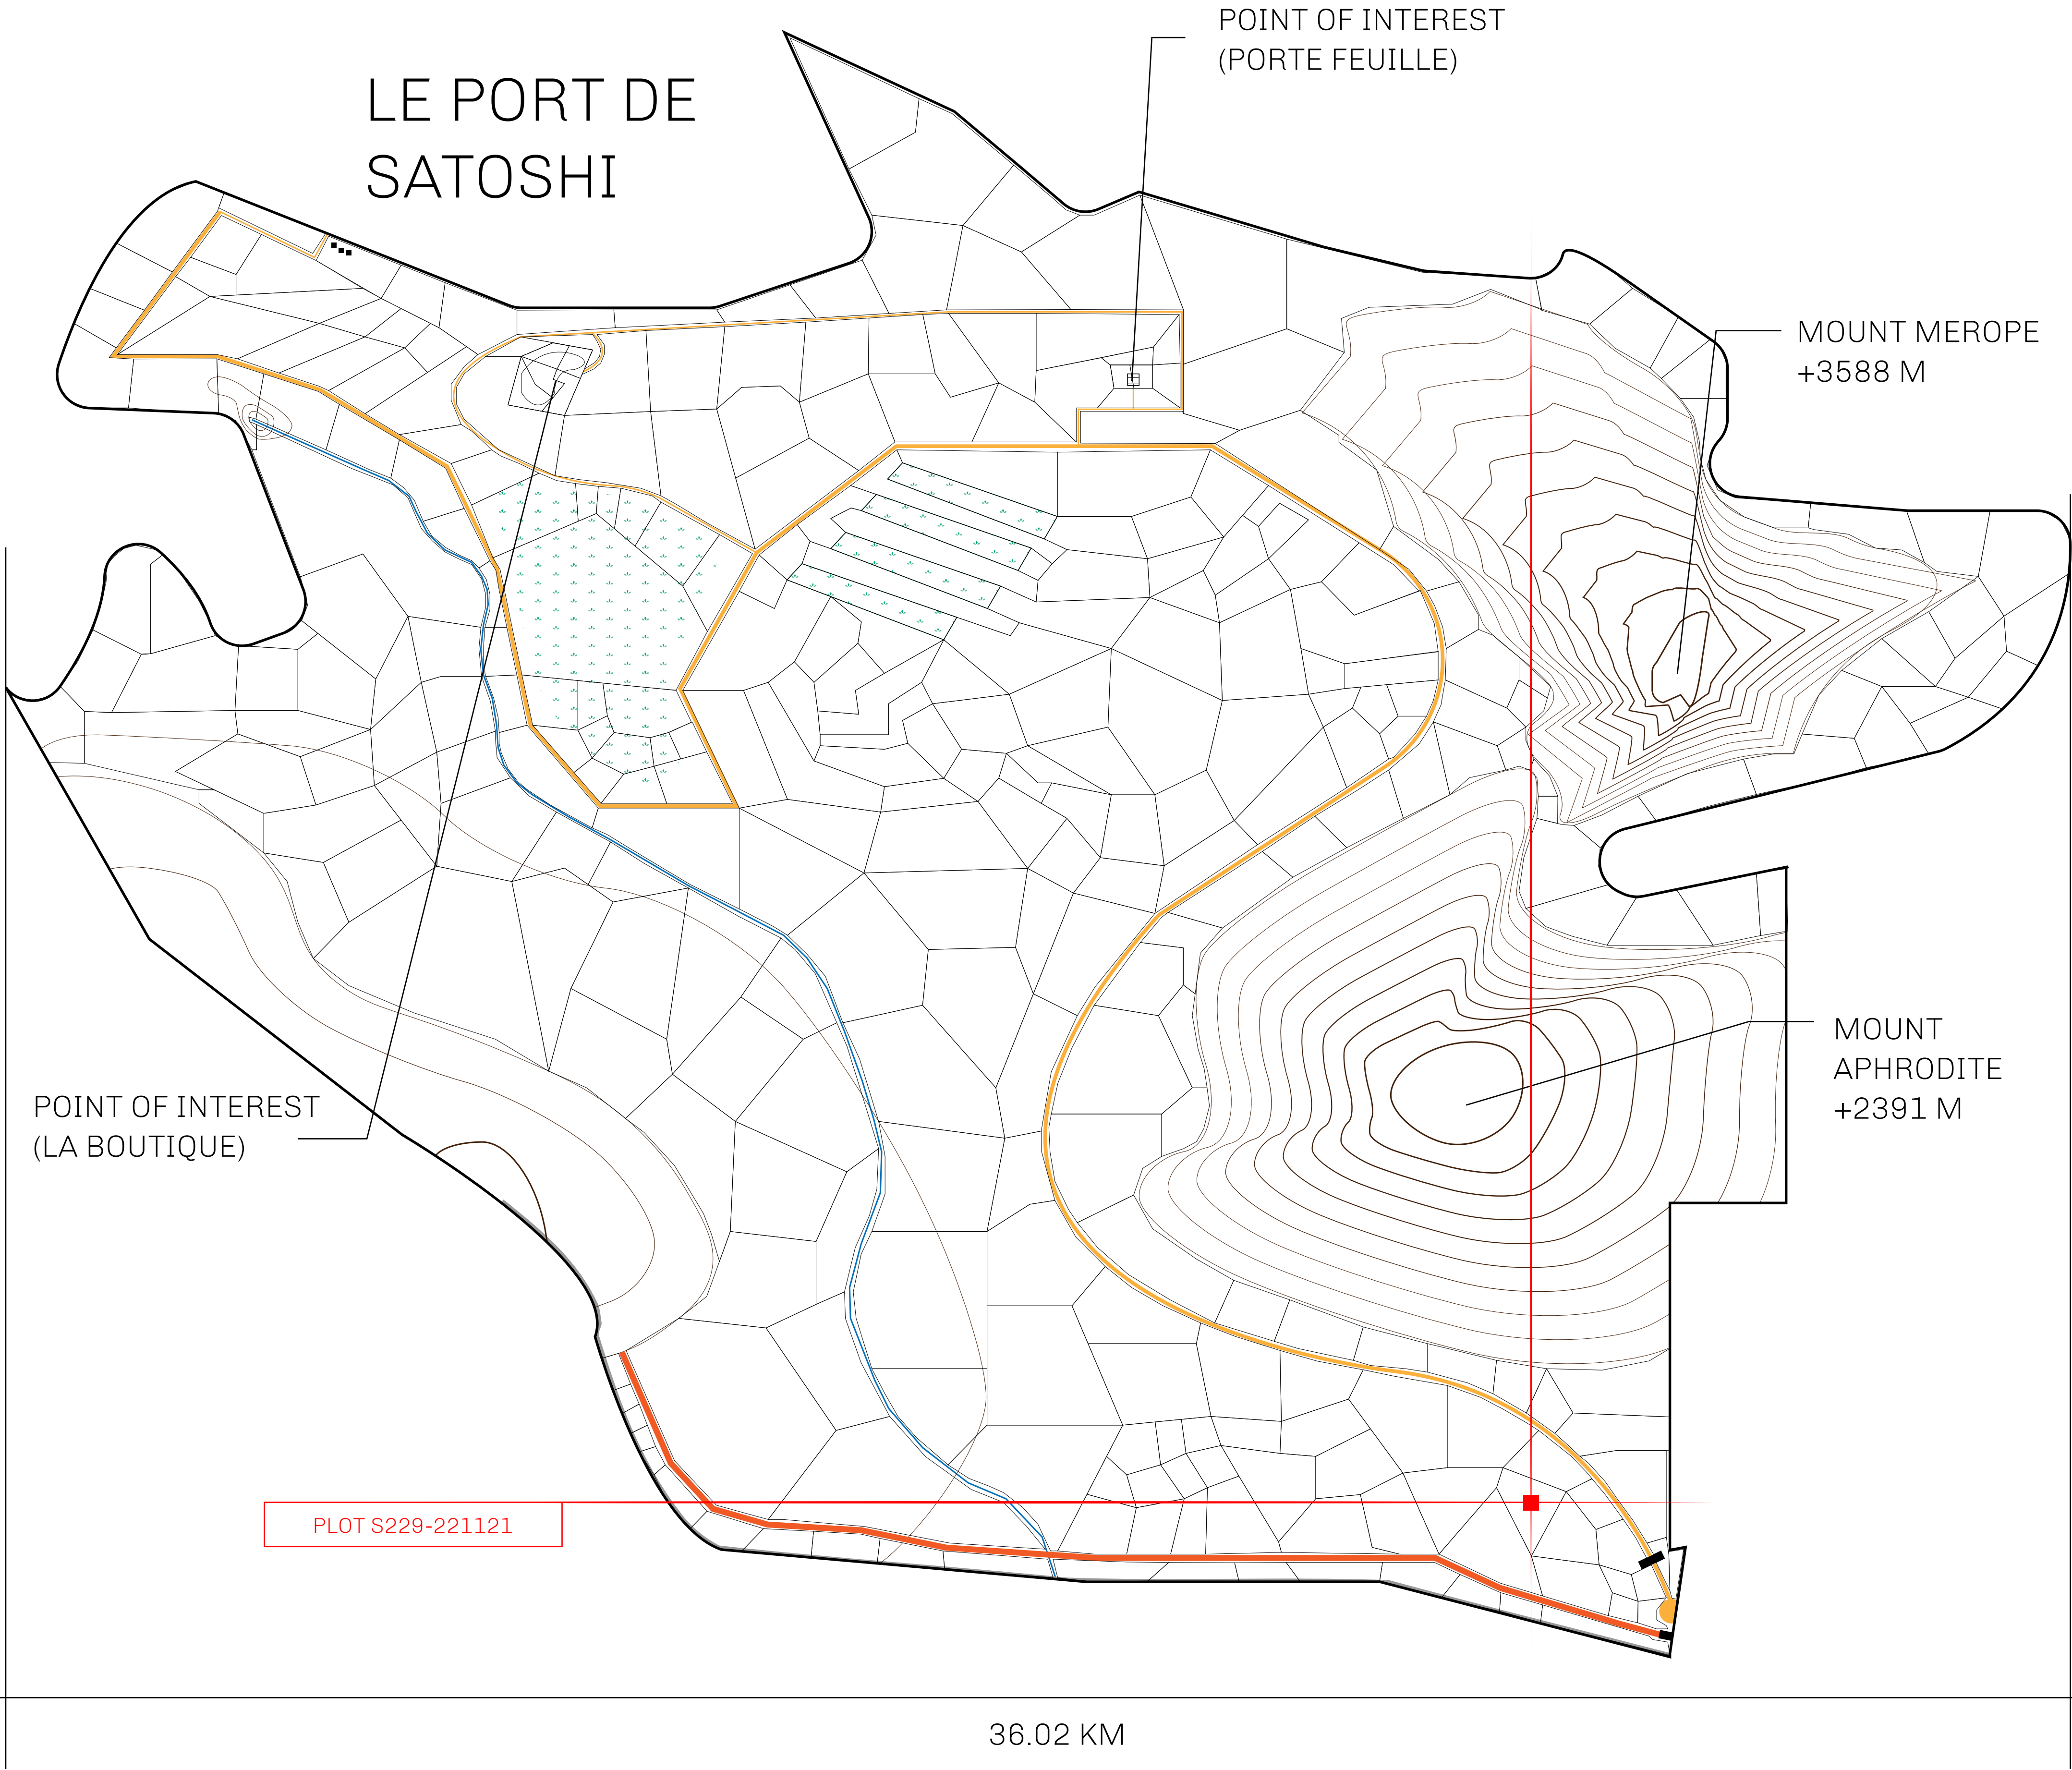 POINT OF INTEREST
(PORTE FEUILLE)
LE PORT DE
SATOSHI
MOUNT MEROPE
+3588 M
MOUNT
APHRODITE
+2391 M
POINT OF INTEREST
(LA BOUTIQUE)
PLOT S229-221121
36.02 KM